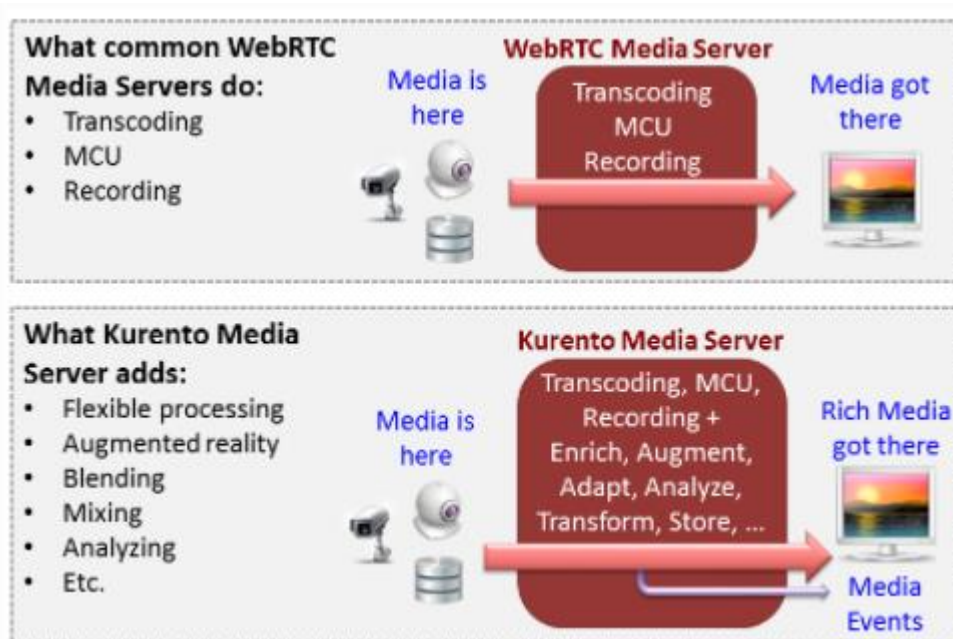 What common WebRTC
Media Servers do:
• Transcoding
• MCU
• Recording
Media is
here
WebRTC Media Server
Transcoding
MCU
Recording
Media got
there
What Kurento Media
Server adds:
• Flexible processing
• Augmented reality
• Blending
• Mixing
• Analyzing
• Etc.
Media is
here
Kurento Media Server
Transcoding, MCU,
Recording +
Enrich, Augment,
Adapt, Analyze,
Transform, Store, ...
Rich Media
got there
Media
Events